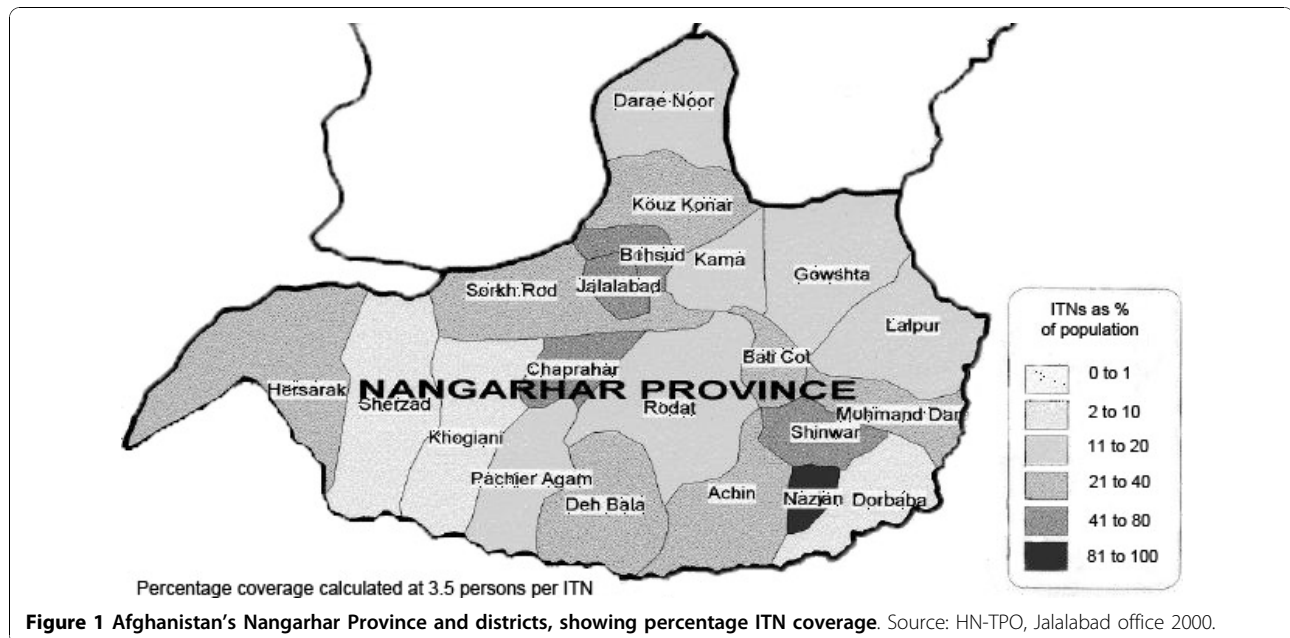 Darae Noor
Kouz Konar
Behsud
Kama
Gowshta
Sorkh Rod
Jalalabad
Lalpur
Bati Cot
Chaprahar
Hersarak
NANGARHAR PROVINCE
Sherzad
Rodat
Mohmand Dar
Shinwar
Khogiani
Pachier Agam
Deh Bala
Achin
Nazian
Dorbaba
ITNs as %
of population
0 to 1
2 to 10
11 to 20
21 to 40
41 to 80
81 to 100
Percentage coverage calculated at 3.5 persons per ITN
Figure 1 Afghanistan's Nangarhar Province and districts, showing percentage ITN coverage. Source: HN-TPO, Jalalabad office 2000.